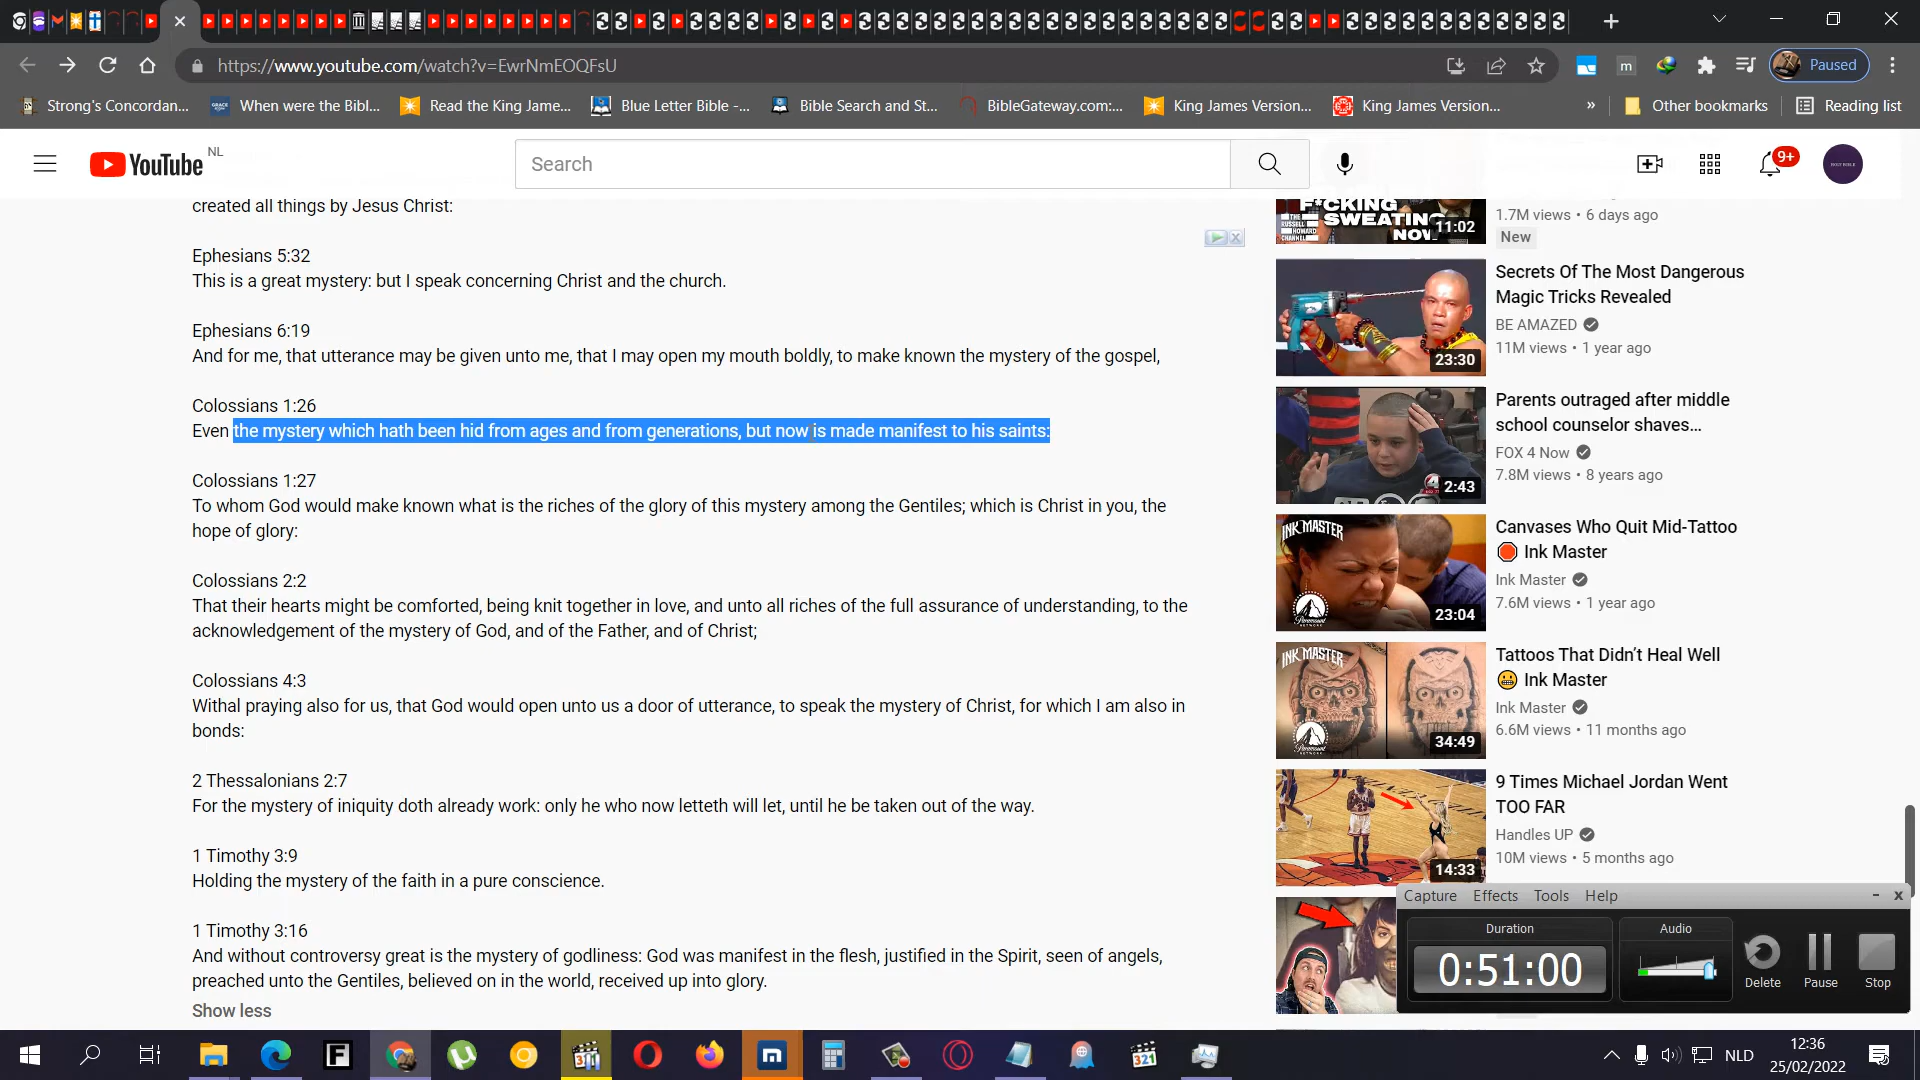 https://www.youtube.com/watch?v=EwrNmEOQFsU
Paused
Strong's Concordan...
When were the Bibl...
Read the King Jame...
Blue Letter Bible -...
Bible Search and St...
BibleGateway.com:...
King James Version...
King James Version...
»
Other bookmarks
Reading list
YouTube NL
Search
9+
created all things by Jesus Christ:
Ephesians 5:32
This is a great mystery: but I speak concerning Christ and the church.
Ephesians 6:19
And for me, that utterance may be given unto me, that I may open my mouth boldly, to make known the mystery of the gospel,
Colossians 1:26
Even the mystery which hath been hid from ages and from generations, but now is made manifest to his saints:
Colossians 1:27
To whom God would make known what is the riches of the glory of this mystery among the Gentiles; which is Christ in you, the
hope of glory:
Colossians 2:2
That their hearts might be comforted, being knit together in love, and unto all riches of the full assurance of understanding, to the
acknowledgement of the mystery of God, and of the Father, and of Christ;
Colossians 4:3
Withal praying also for us, that God would open unto us a door of utterance, to speak the mystery of Christ, for which I am also in
bonds:
2 Thessalonians 2:7
For the mystery of iniquity doth already work: only he who now letteth will let, until he be taken out of the way.
1 Timothy 3:9
Holding the mystery of the faith in a pure conscience.
1 Timothy 3:16
And without controversy great is the mystery of godliness: God was manifest in the flesh, justified in the Spirit, seen of angels,
preached unto the Gentiles, believed on in the world, received up into glory.
Show less
F*CKING
SWEATING
NOW
THE RUSSELL HOWARD CHANNEL
11:02
1.7M views • 6 days ago
New
23:30
Secrets Of The Most Dangerous
Magic Tricks Revealed
BE AMAZED
11M views • 1 year ago
2:43
Parents outraged after middle
school counselor shaves...
FOX 4 Now
7.8M views • 8 years ago
INK MASTER
Paramount
23:04
Canvases Who Quit Mid-Tattoo
🛑 Ink Master
Ink Master
7.6M views • 1 year ago
INK MASTER
Paramount
34:49
Tattoos That Didn't Heal Well
😬 Ink Master
Ink Master
6.6M views • 11 months ago
14:33
9 Times Michael Jordan Went
TOO FAR
Handles UP
10M views • 5 months ago
Capture Effects Tools Help
Duration
0:51:00
Audio
Delete
Pause
Stop
321
NLD
12:36
25/02/2022